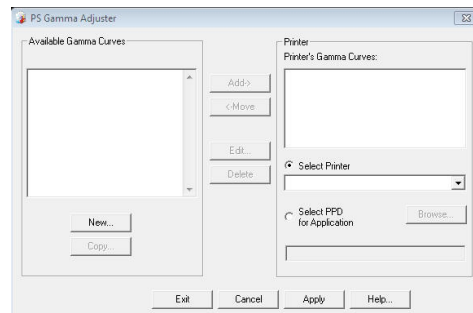 PS Gamma Adjuster
Available Gamma Curves
Printer
Printer's Gamma Curves:
Add->
<-Move
Edit...
Delete
Select Printer
New...
Copy...
Select PPD
for Application
Browse...
Exit
Cancel
Apply
Help...